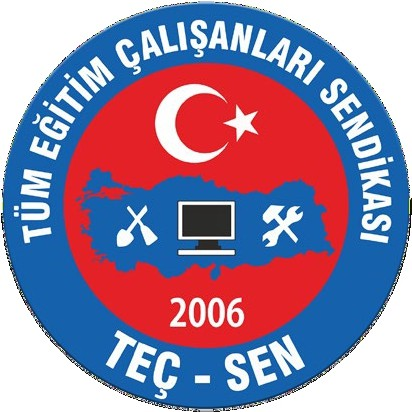 TÜM EĞİTİM ÇALIŞANLARI SENDİKASI
2006
TEÇ - SEN